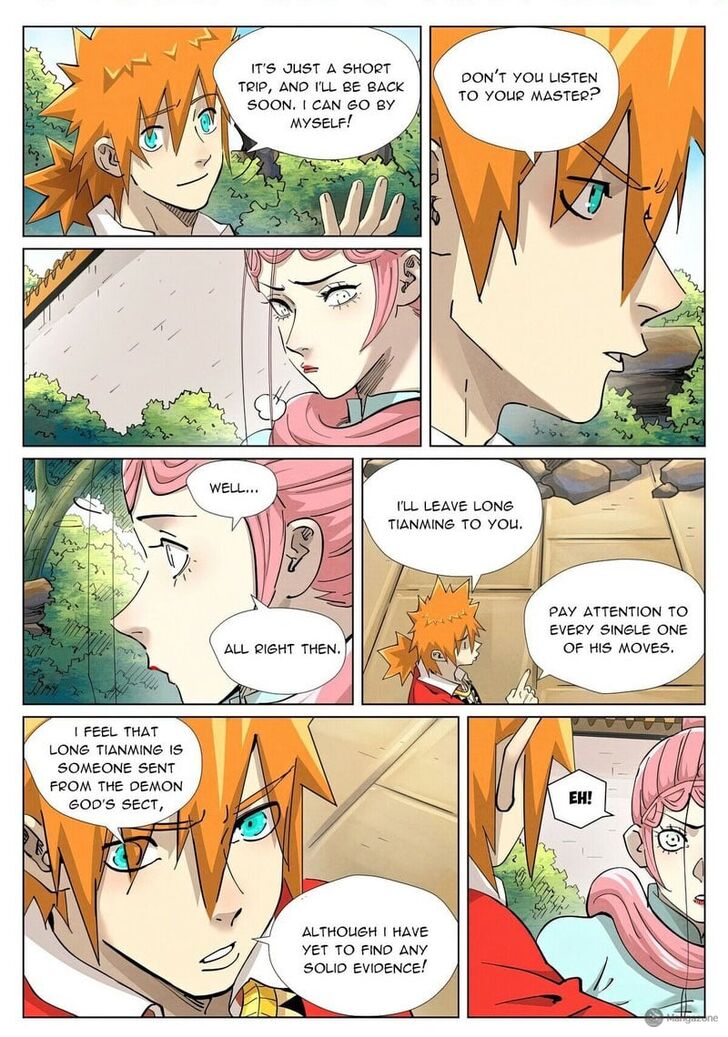 IT'S JUST A SHORT
TRIP, AND I'LL BE BACK
SOON. I CAN GO BY
MYSELF!
DON'T YOU LISTEN
TO YOUR MASTER?
WELL...
ALL RIGHT THEN.
I'LL LEAVE LONG
TIANMING TO YOU.
PAY ATTENTION TO
EVERY SINGLE ONE
OF HIS MOVES.
I FEEL THAT
LONG TIANMING IS
SOMEONE SENT
FROM THE DEMON
GOD'S SECT,
ALTHOUGH I HAVE
YET TO FIND ANY
SOLID EVIDENCE!
EH!
Mangazone